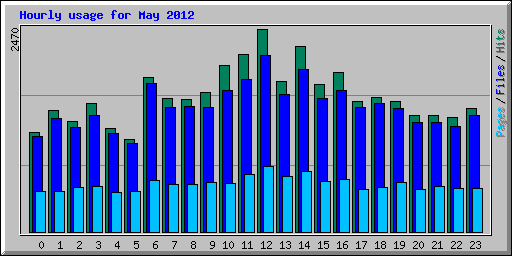 Hourly usage for May 2012
2470
Pages/Files/Hits
0 1 2 3 4 5 6 7 8 9 10 11 12 13 14 15 16 17 18 19 20 21 22 23